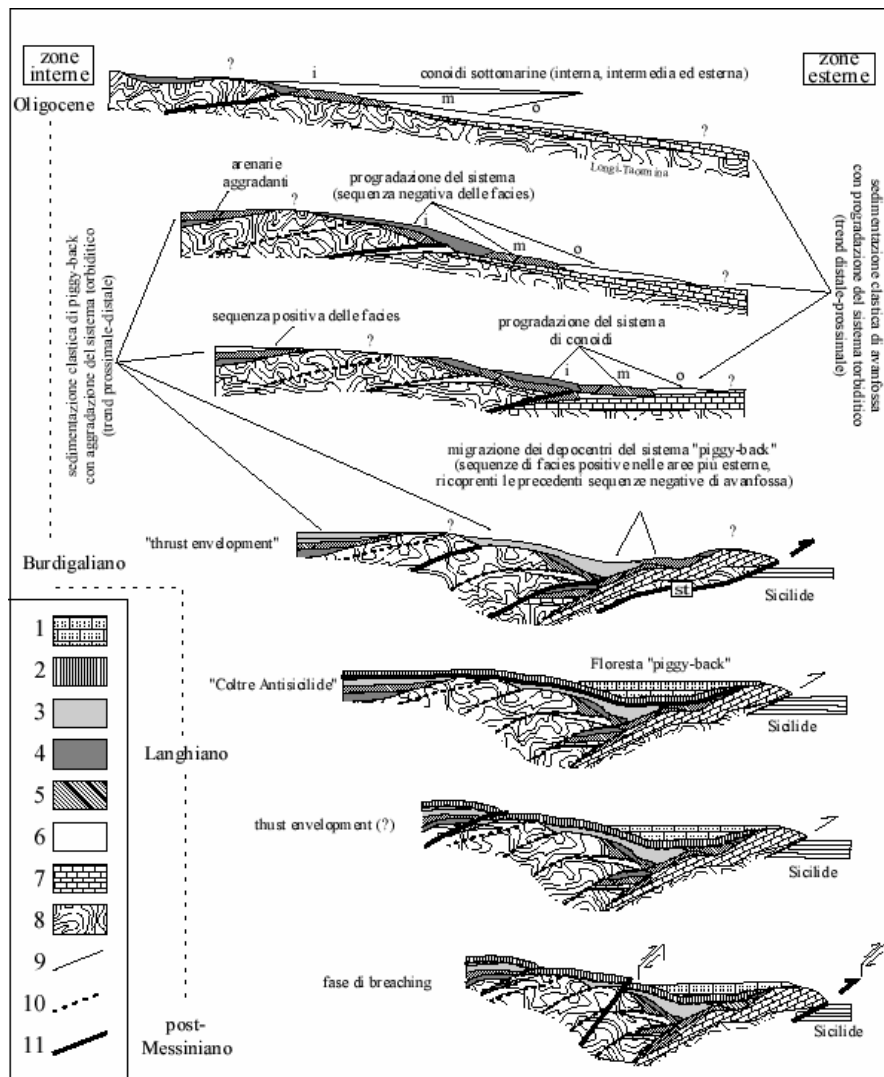 zone
interne
Oligocene
?
i
conoidi sottomarine (interna, intermedia ed esterna)
m
o
?
zone
esterne
Longi-Taormina
arenarie
aggradanti
?
progradazione del sistema
(sequenza negativa delle facies)
i
m
o
?
sequenza positiva delle facies
?
progradazione del sistema
di conoidi
i
m
o
?
sedimentazione clastica di piggy-back
con aggradazione del sistema torbiditico
(trend prossimale-distale)
sedimentazione clastica di avanfossa
con progradazione del sistema torbiditico
(trend distale-prossimale)
migrazione dei depocentri del sistema "piggy-back"
(sequenze di facies positive nelle aree più esterne,
ricoprenti le precedenti sequenze negative di avanfossa)
"thrust envelopment"
?
?
st
Sicilide
Burdigaliano
"Coltre Antisicilide"
Floresta "piggy-back"
Sicilide
Langhiano
thust envelopment (?)
Sicilide
fase di breaching
Sicilide
post-
Messiniano
1
2
3
4
5
6
7
8
9
10
11